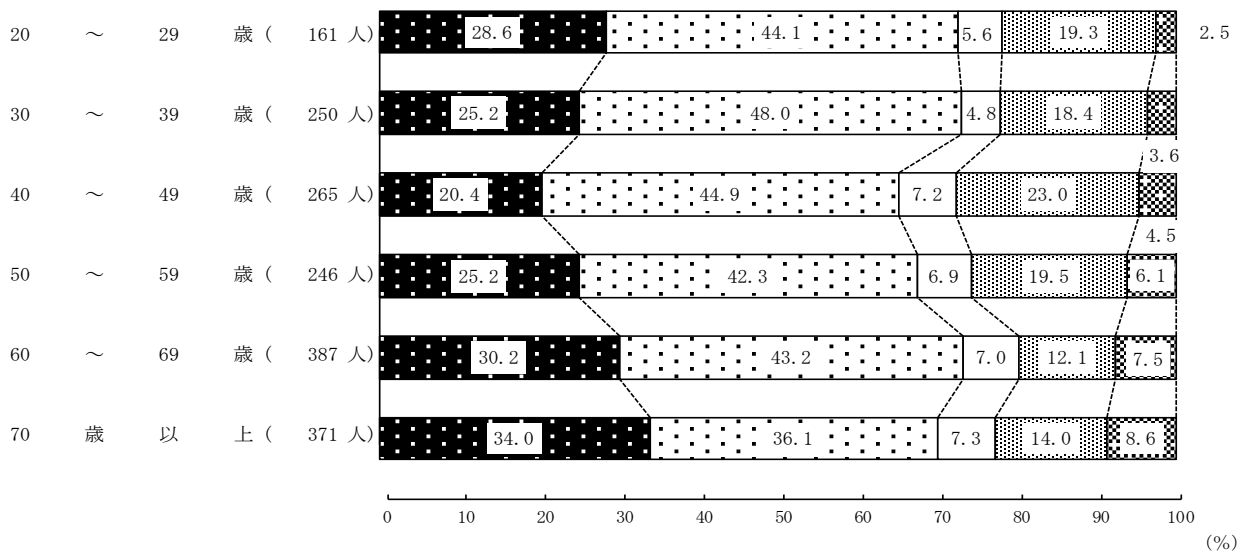 20 ～ 29 歳 ( 161 人) 28.6 44.1 5.6 19.3 2.5
30 ～ 39 歳 ( 250 人) 25.2 48.0 4.8 18.4
3.6
40 ～ 49 歳 ( 265 人) 20.4 44.9 7.2 23.0
4.5
50 ～ 59 歳 ( 246 人) 25.2 42.3 6.9 19.5 6.1
60 ～ 69 歳 ( 387 人) 30.2 43.2 7.0 12.1 7.5
70 歳 以 上 ( 371 人) 34.0 36.1 7.3 14.0 8.6
0 10 20 30 40 50 60 70 80 90 100
(%)